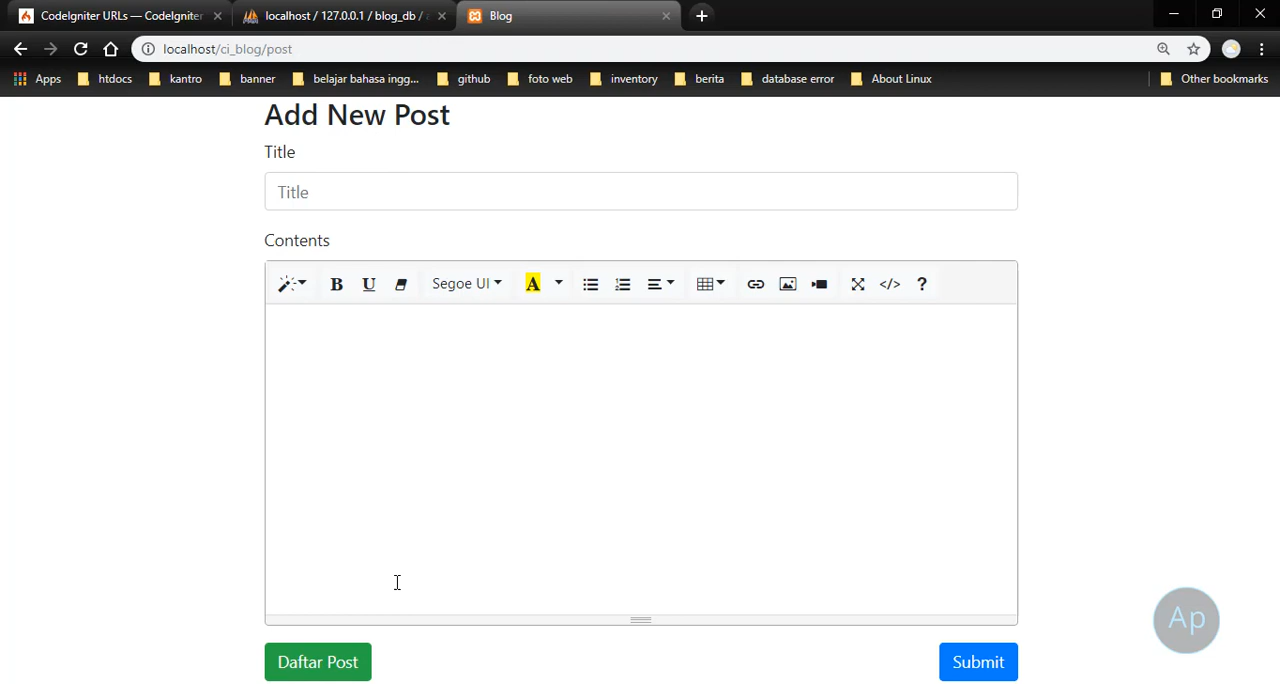 CodeIgniter URLs — CodeIgniter
localhost / 127.0.0.1 / blog_db /
Blog
localhost/ci_blog/post
Apps
htdocs
kantro
banner
belajar bahasa ingg...
github
foto web
inventory
berita
database error
About Linux
Other bookmarks
Add New Post
Title
Title
Contents
B
U
Segoe UI
A
</>
?
Daftar Post
Submit
Ap